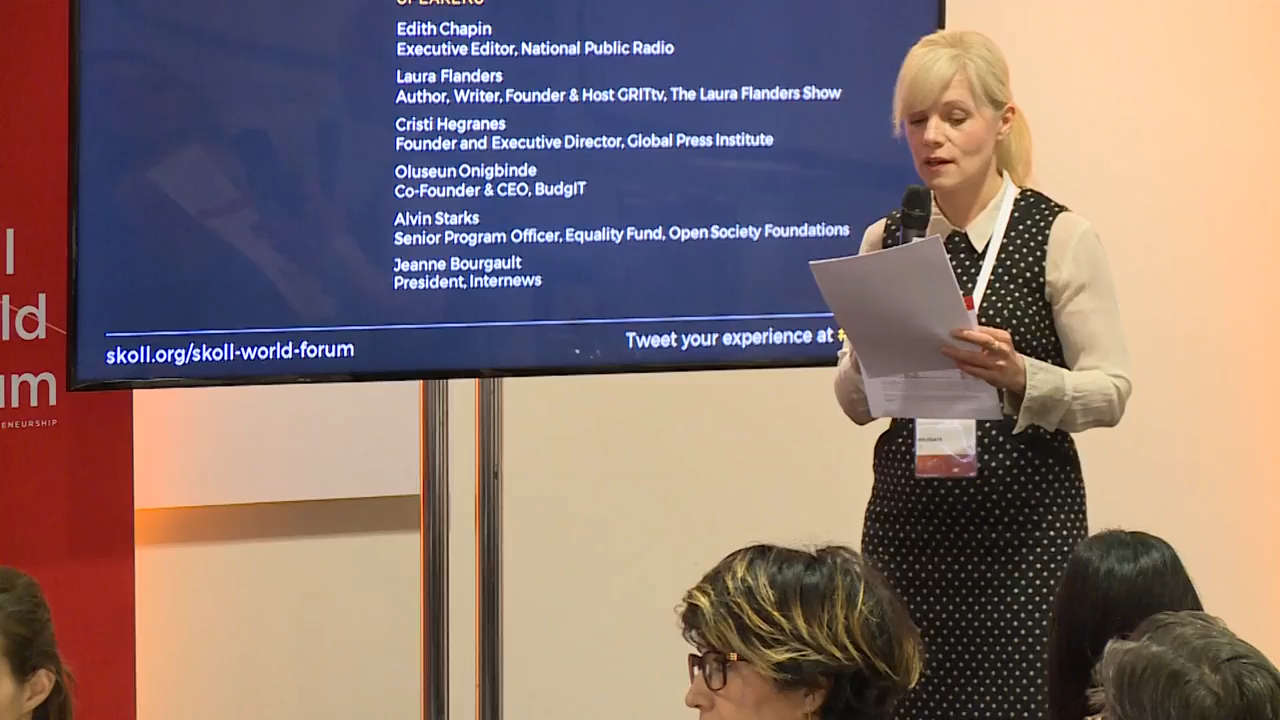 SPEAKERS
Edith Chapin
Executive Editor, National Public Radio
Laura Flanders
Author, Writer, Founder & Host GRITtv, The Laura Flanders Show
Cristi Hegranes
Founder and Executive Director, Global Press Institute
Oluseun Onigbinde
Co-Founder & CEO, BudgIT
Alvin Starks
Senior Program Officer, Equality Fund, Open Society Foundations
Jeanne Bourgault
President, Internews
skoll.org/skoll-world-forum
Tweet your experience at #
l
ld
um
ENEURSHIP
DELEGATE